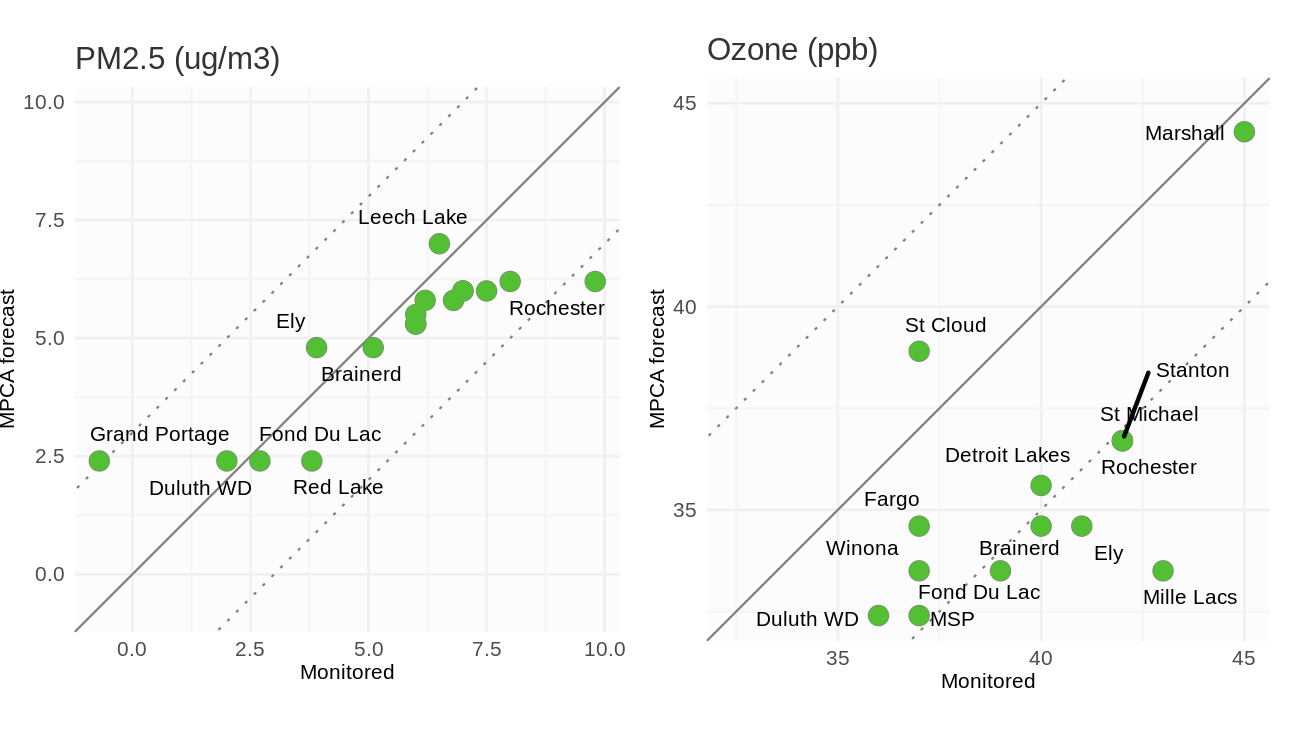 PM2.5 (ug/m3)
10.0
7.5
5.0
2.5
0.0
MPCA forecast
Leech Lake
Rochester
Ely
Brainerd
Grand Portage
Fond Du Lac
Duluth WD
Red Lake
0.0
2.5
5.0
7.5
10.0
Monitored
Ozone (ppb)
45
40
35
MPCA forecast
Marshall
St Cloud
Stanton
St Michael
Detroit Lakes
Rochester
Fargo
Winona
Brainerd
Ely
Fond Du Lac
Mille Lacs
Duluth WD
MSP
35
40
45
Monitored